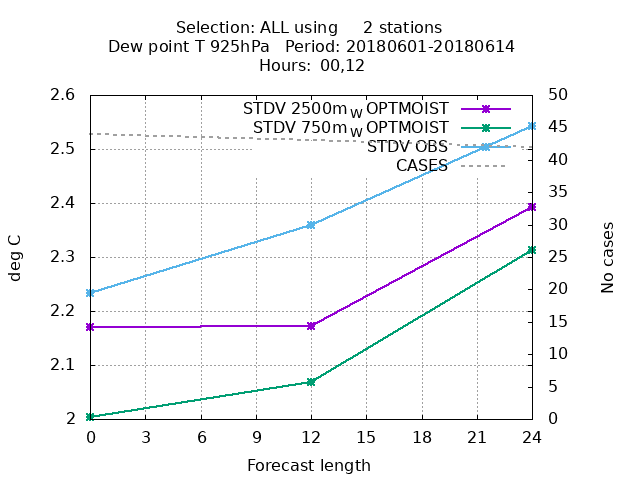 Selection: ALL using     2 stations
Dew point T 925hPa   Period: 20180601-20180614
Hours: 00,12
2.6
2.5
2.4
2.3
2.2
2.1
2
deg C
50
45
40
35
30
25
20
15
10
5
0
No cases
STDV 2500m_W OPTMOIST
STDV 750m_W OPTMOIST
STDV OBS
CASES
0 3 6 9 12 15 18 21 24
Forecast length